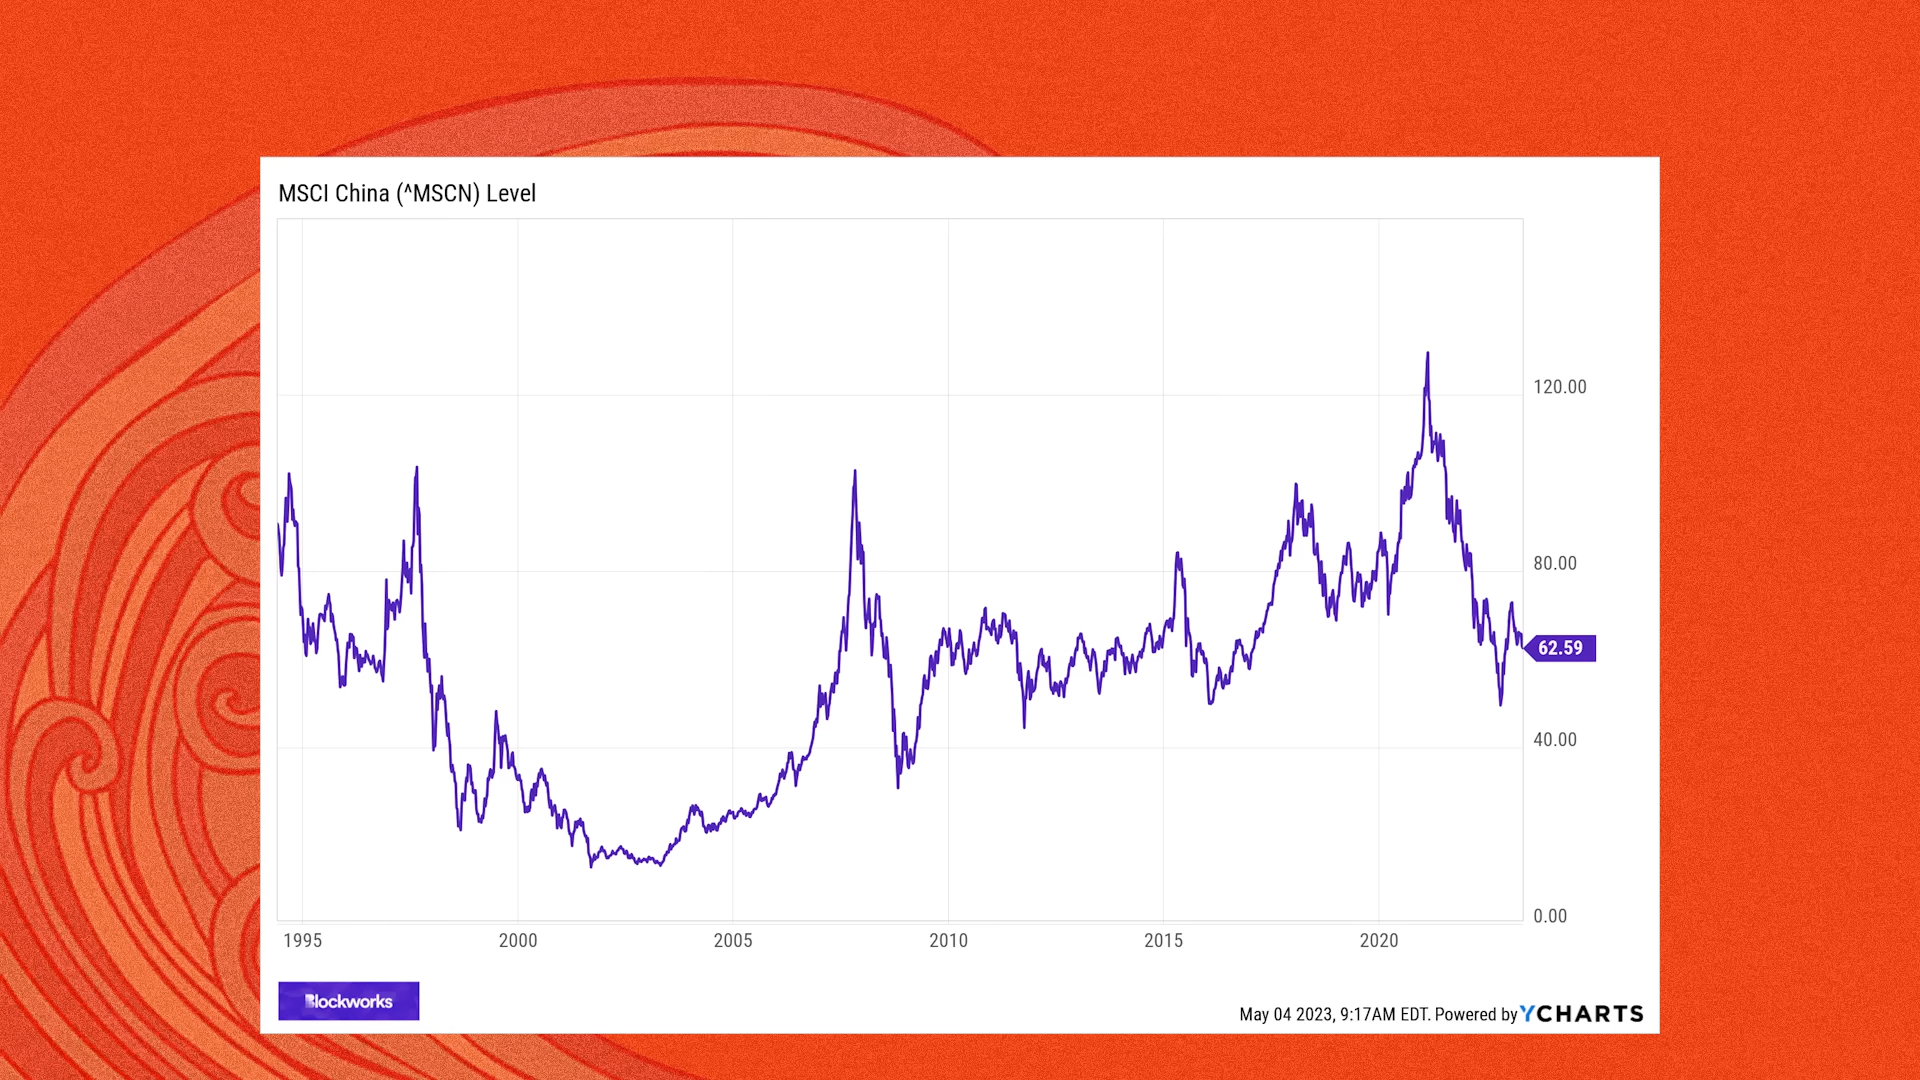 MSCI China (^MSCN) Level
120.00
80.00
62.59
40.00
0.00
1995 2000 2005 2010 2015 2020
Blockworks
May 04 2023, 9:17AM EDT. Powered by YCHARTS